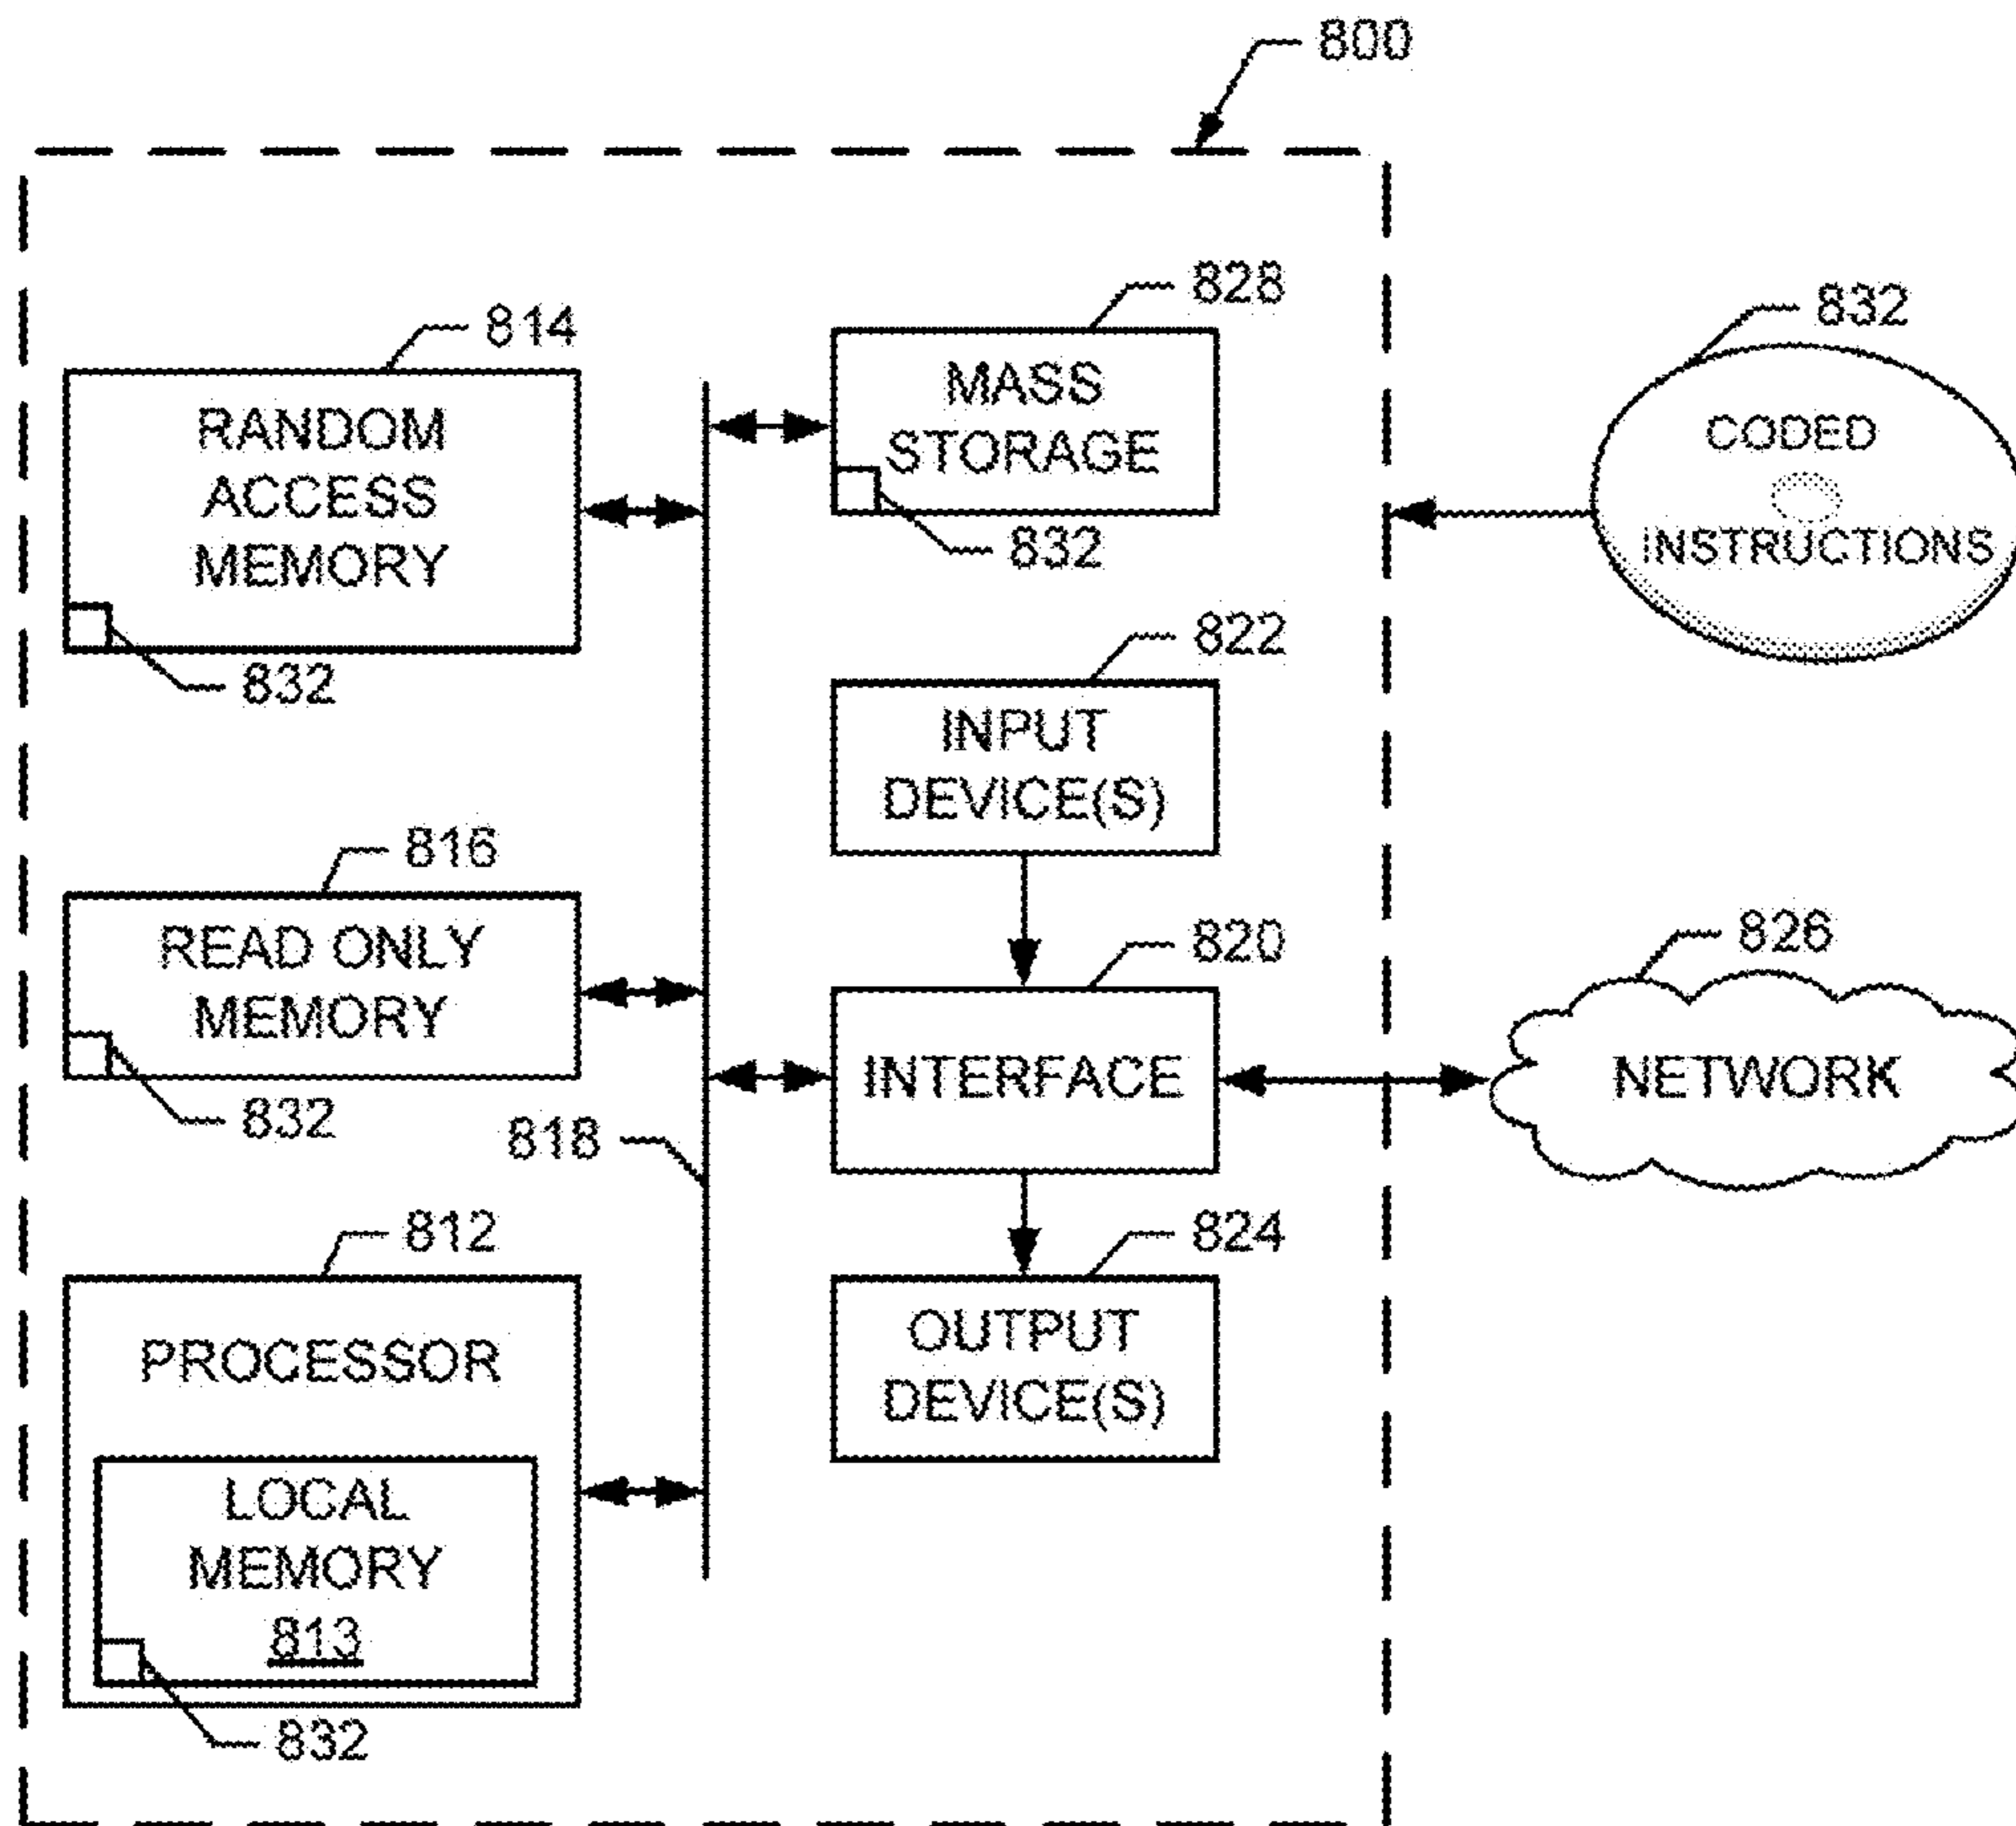 800
828
814
832
MASS
STORAGE
RANDOM
ACCESS
MEMORY
CODED
INSTRUCTIONS
832
832
822
INPUT
DEVICE(S)
816
READ ONLY
MEMORY
820
826
INTERFACE
NETWORK
832
818
812
824
PROCESSOR
OUTPUT
DEVICE(S)
LOCAL
MEMORY
813
832